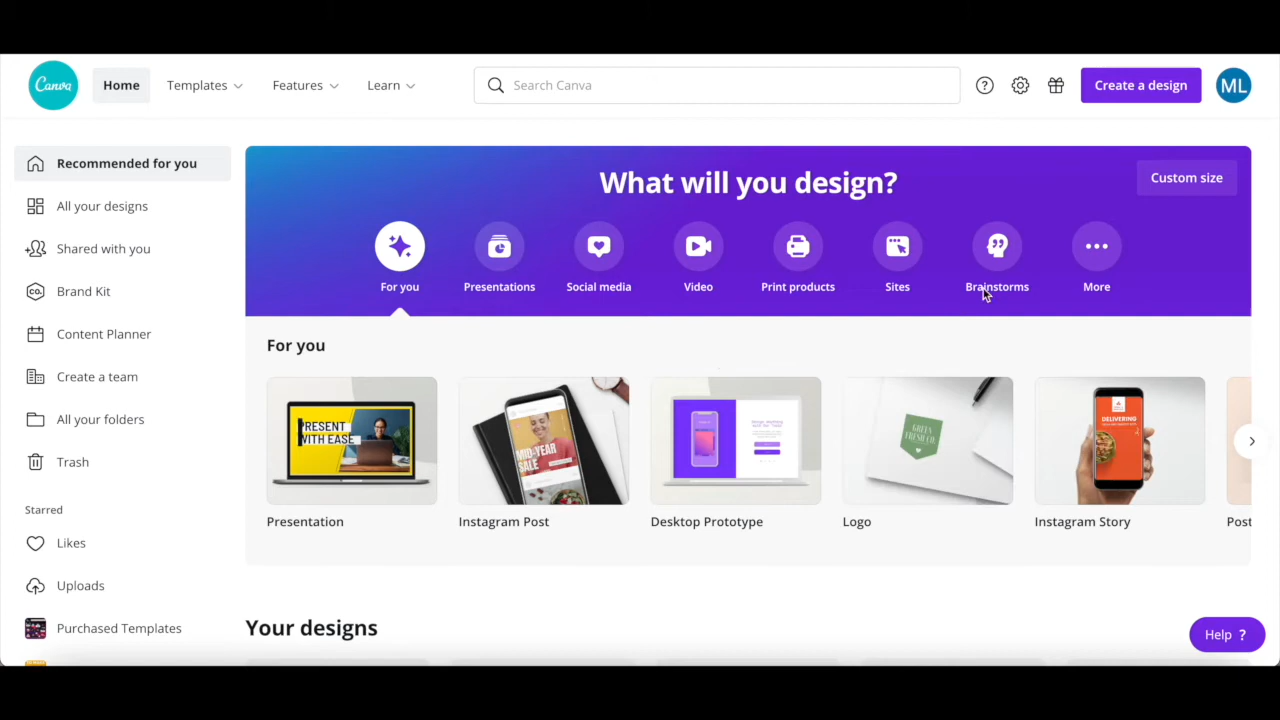 Canva
Home
Templates
Features
Learn
Search Canva
Create a design
ML
Recommended for you
All your designs
Shared with you
Brand Kit
Content Planner
Create a team
All your folders
Trash
Starred
Likes
Uploads
Purchased Templates
What will you design?
Custom size
For you
Presentations
Social media
Video
Print products
Sites
Brainstorms
More
For you
PRESENT
WITH EASE
MID-YEAR
SALE
GREEN
FRESH CO.
DELIVERING
Presentation
Instagram Post
Desktop Prototype
Logo
Instagram Story
Post
Your designs
Help ?